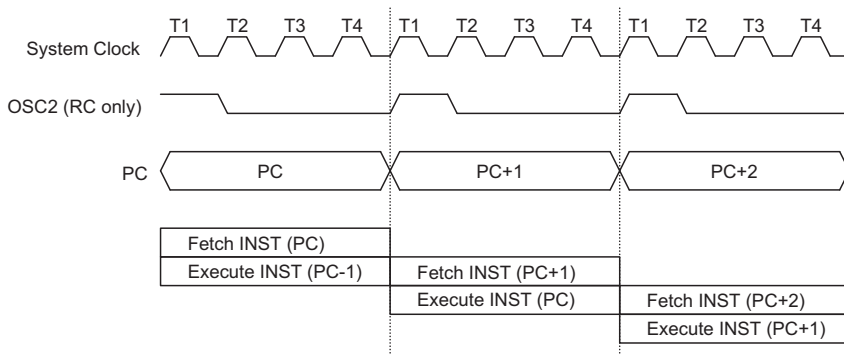 T1 T2 T3 T4 T1 T2 T3 T4 T1 T2 T3 T4
System Clock
OSC2 (RC only)
PC PC PC+1 PC+2
Fetch INST (PC)
Execute INST (PC-1) Fetch INST (PC+1)
Execute INST (PC) Fetch INST (PC+2)
Execute INST (PC+1)